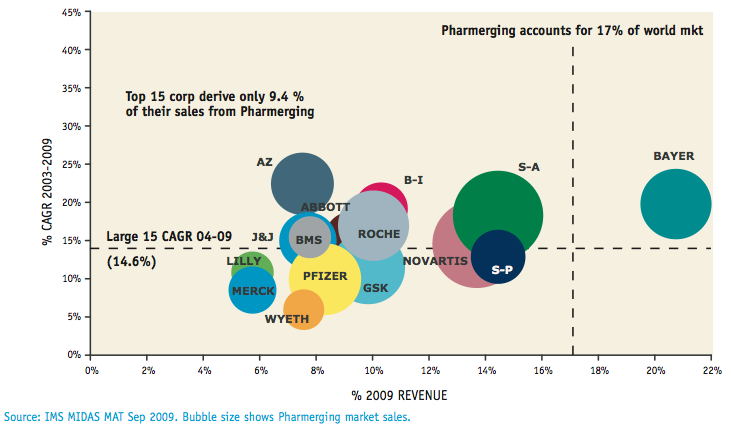 45%
40%
35%
30%
25%
20%
15%
10%
5%
0%
% CAGR 2003-2009
Pharmerging accounts for 17% of world mkt
Top 15 corp derive only 9.4 %
of their sales from Pharmerging
AZ
B-I
S-A
BAYER
ABBOTT
Large 15 CAGR 04-09
(14.6%)
J&J
BMS
ROCHE
LILLY
NOVARTIS
S-P
PFIZER
MERCK
GSK
WYETH
0%
2%
4%
6%
8%
10%
12%
14%
16%
18%
20%
22%
% 2009 REVENUE
Source: IMS MIDAS MAT Sep 2009. Bubble size shows Pharmerging market sales.